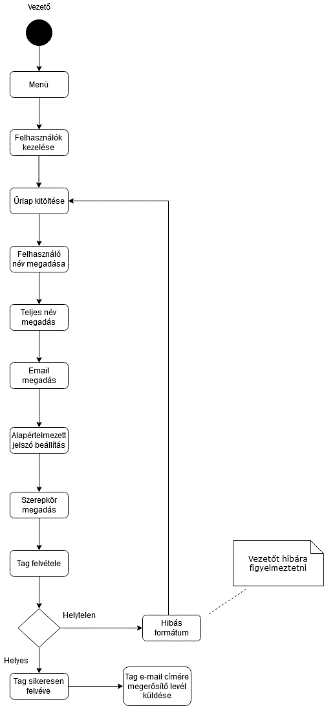 Vezető
Menü
Felhasználók
kezelése
Űrlap kitöltése
Felhasználó
név megadása
Teljes név
megadás
Email
megadás
Alapértelmezett
jelszó beállítás
Szerepkör
megadás
Tag felvétele
Helytelen
Hibás
formátum
Vezetőt hibára
figyelmeztetni
Helyes
Tag sikeresen
felvéve
Tag e-mail címére
megerősítő levél
küldése